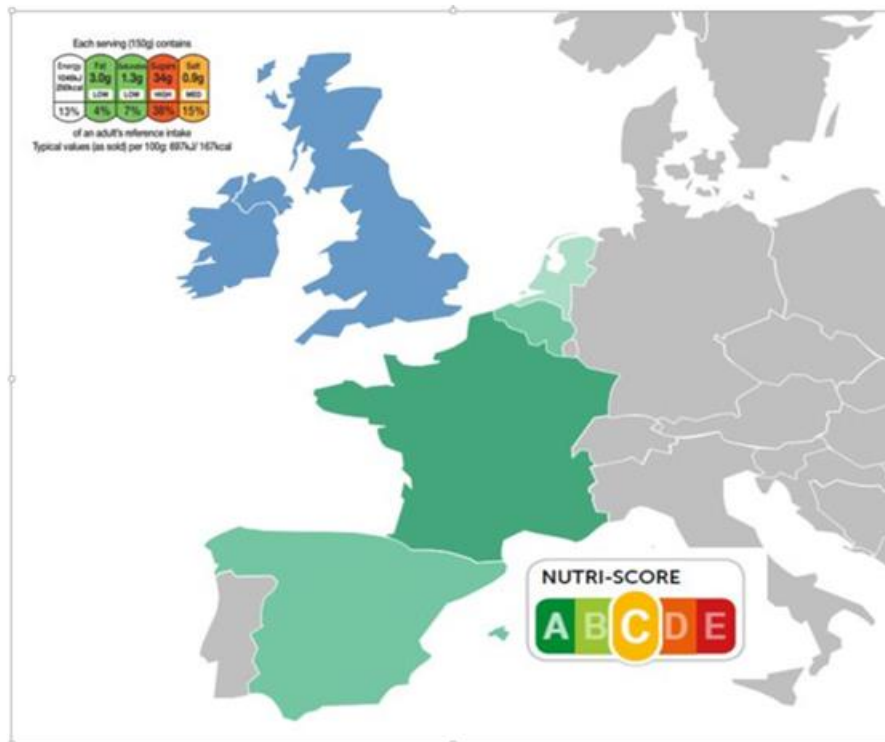 Each serving (150g) contains
Energy Fat Saturates Sugars Salt
1046kJ 3.0g 1.3g 34g 0.9g
250kcal LOW LOW HIGH MED
13% 4% 7% 38% 15%
of an adult's reference intake
Typical values (as sold) per 100g: 697kJ/ 167kcal
NUTRI-SCORE
A B C D E